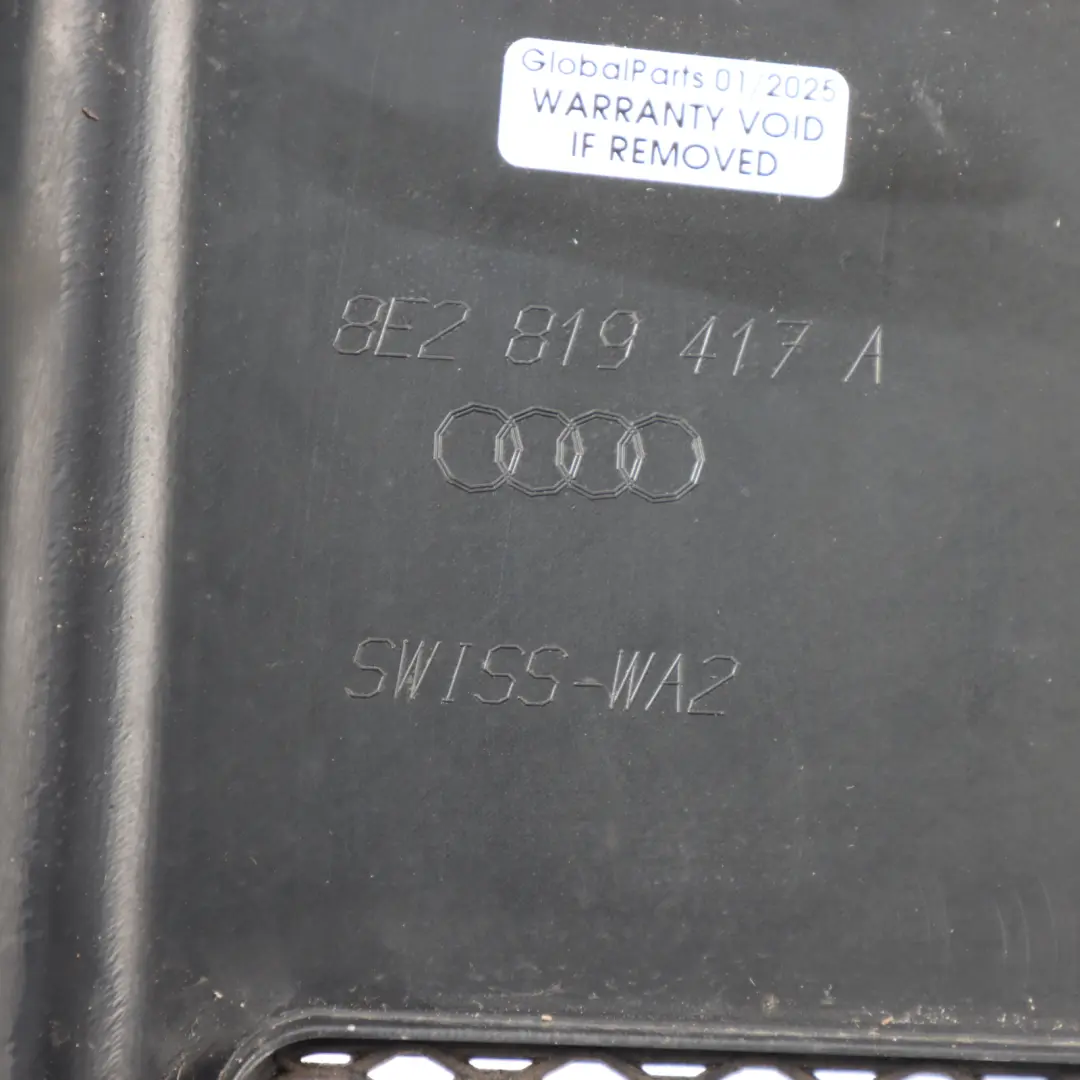 GlobalParts 01/2025
WARRANTY VOID
IF REMOVED
8E2 819 417 A
SWISS-WA2